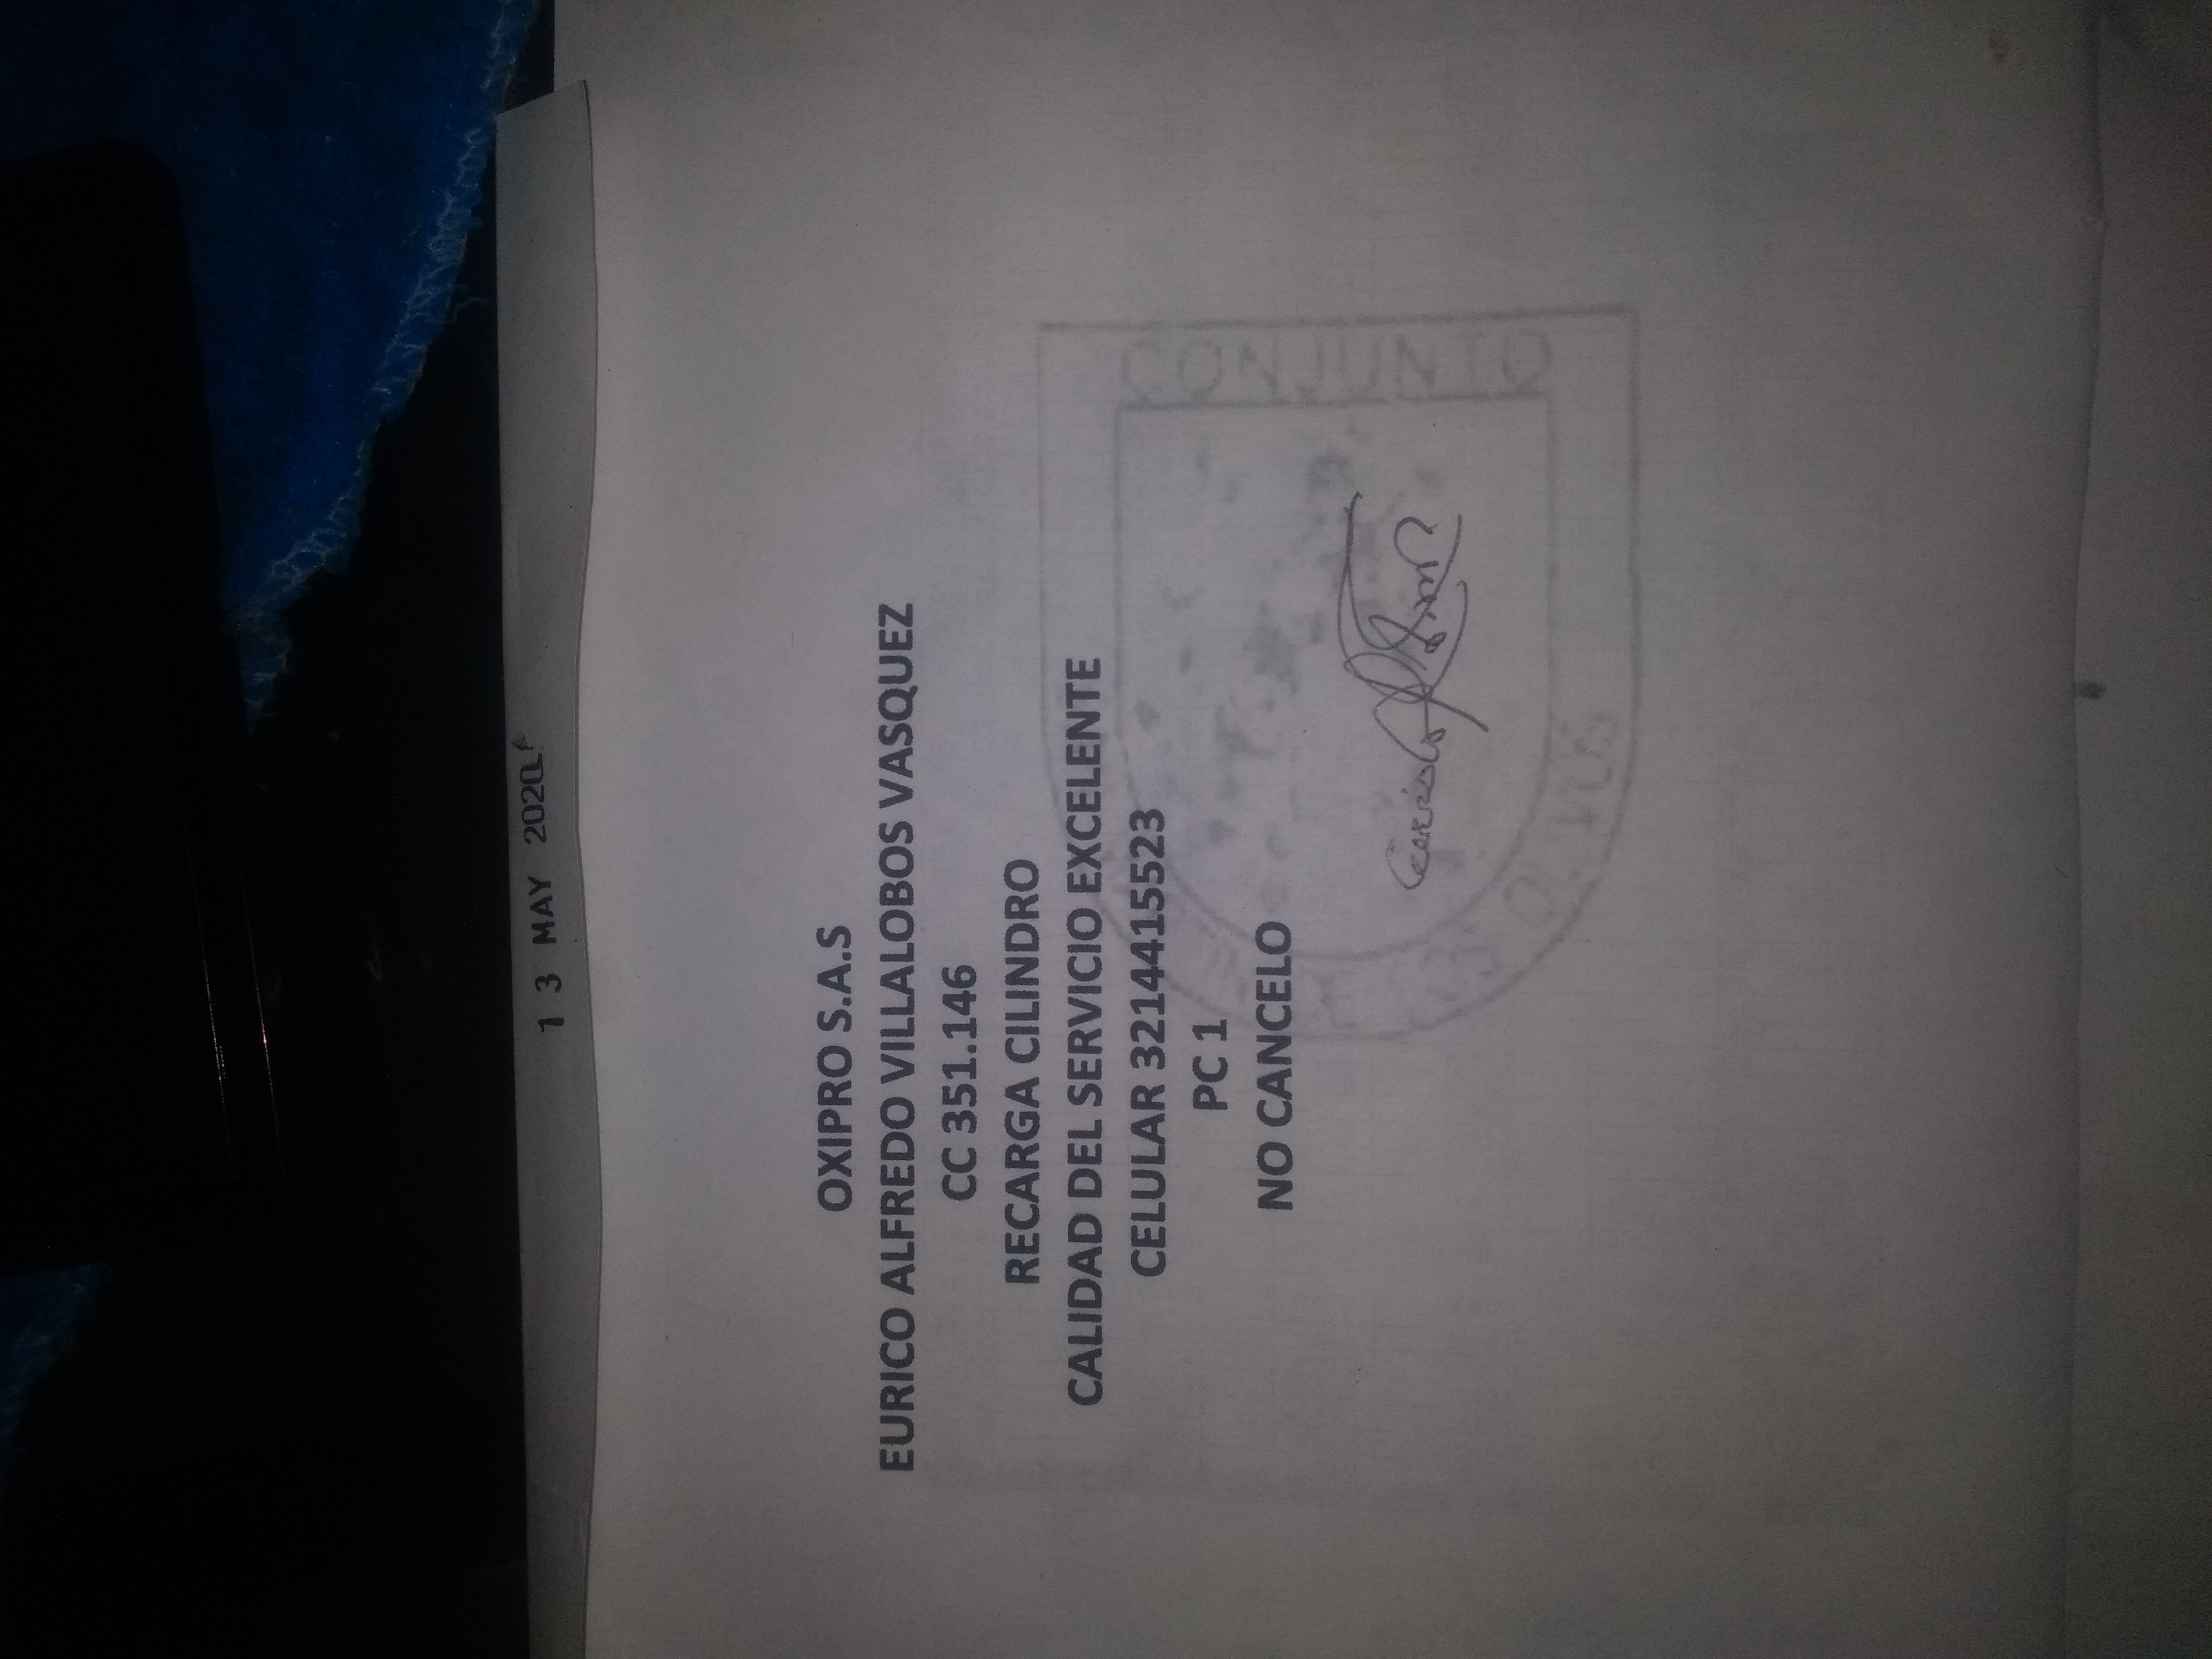 13 MAY 2020
OXIPRO S.A.S
EURICO ALFREDO VILLALOBOS VASQUEZ
CC 351.146
RECARGA CILINDRO
CALIDAD DEL SERVICIO EXCELENTE
CELULAR 3214415523
PC 1
NO CANCELO
CONJUNTO